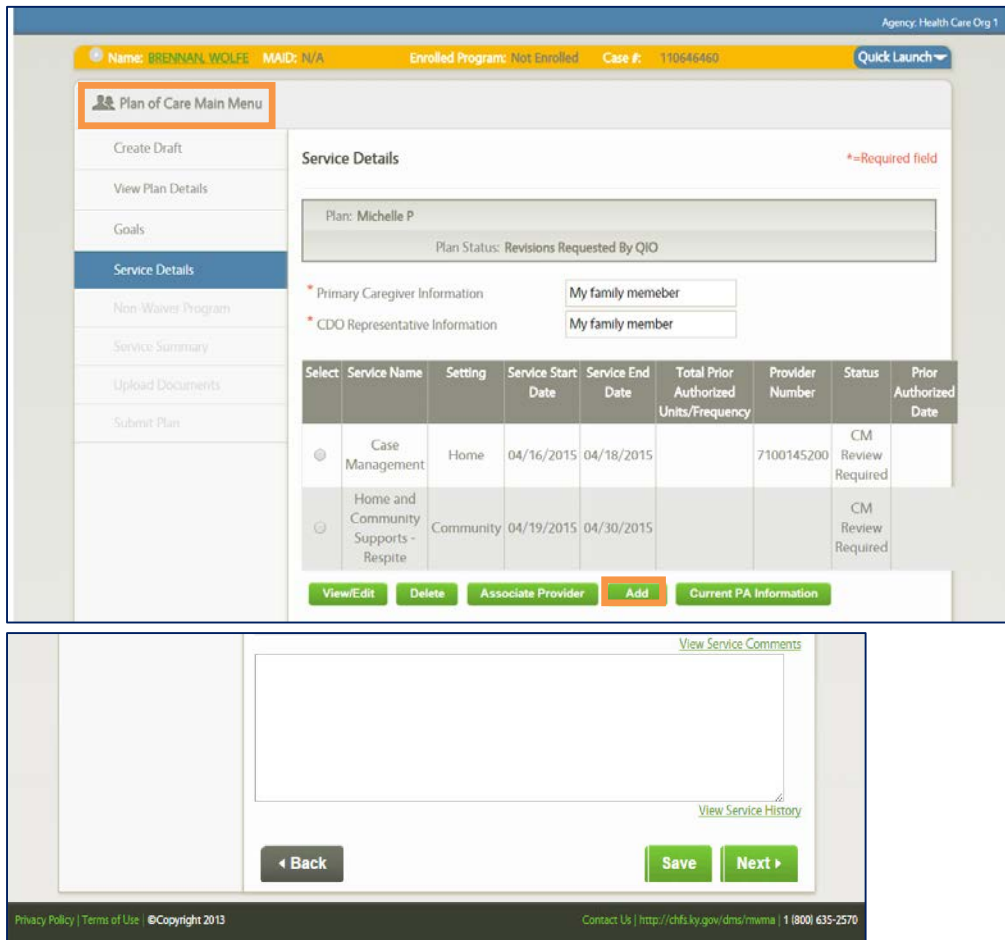 Agency: Health Care Org 1
Name: BRENNAN, WOLFE MAID: N/A Enrolled Program: Not Enrolled Case #: 110646460 Quick Launch
Plan of Care Main Menu
Create Draft
View Plan Details
Goals
Service Details
Non-Waiver Program
Service Summary
Upload Documents
Submit Plan
Service Details *=Required field
Plan: Michelle P
Plan Status: Revisions Requested By QIO
* Primary Caregiver Information My family memeber
* CDO Representative Information My family member
Select Service Name Setting Service Start Date Service End Date Total Prior Authorized Units/Frequency Provider Number Status Prior Authorized Date
Case Management Home 04/16/2015 04/18/2015 7100145200 CM Review Required
Home and Community Supports - Respite Community 04/19/2015 04/30/2015 CM Review Required
View/Edit Delete Associate Provider Add Current PA Information
View Service Comments
View Service History
Back Save Next
Privacy Policy | Terms of Use | ©Copyright 2013 Contact Us | http://chfs.ky.gov/dms/mwma | 1 (800) 635-2570